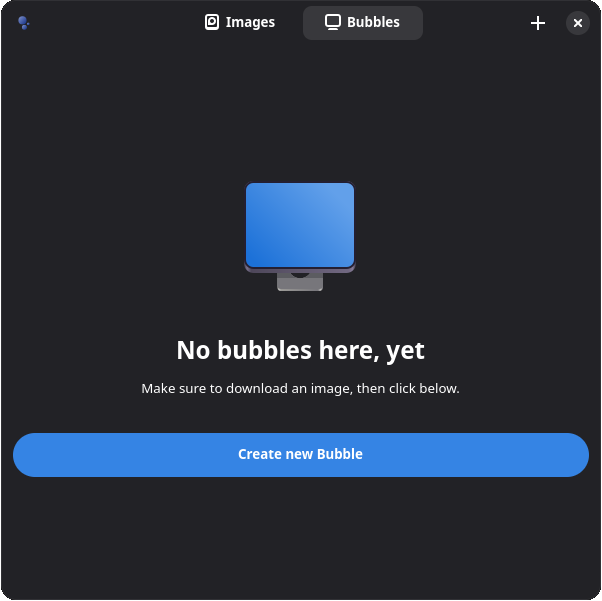 Images
Bubbles
No bubbles here, yet
Make sure to download an image, then click below.
Create new Bubble